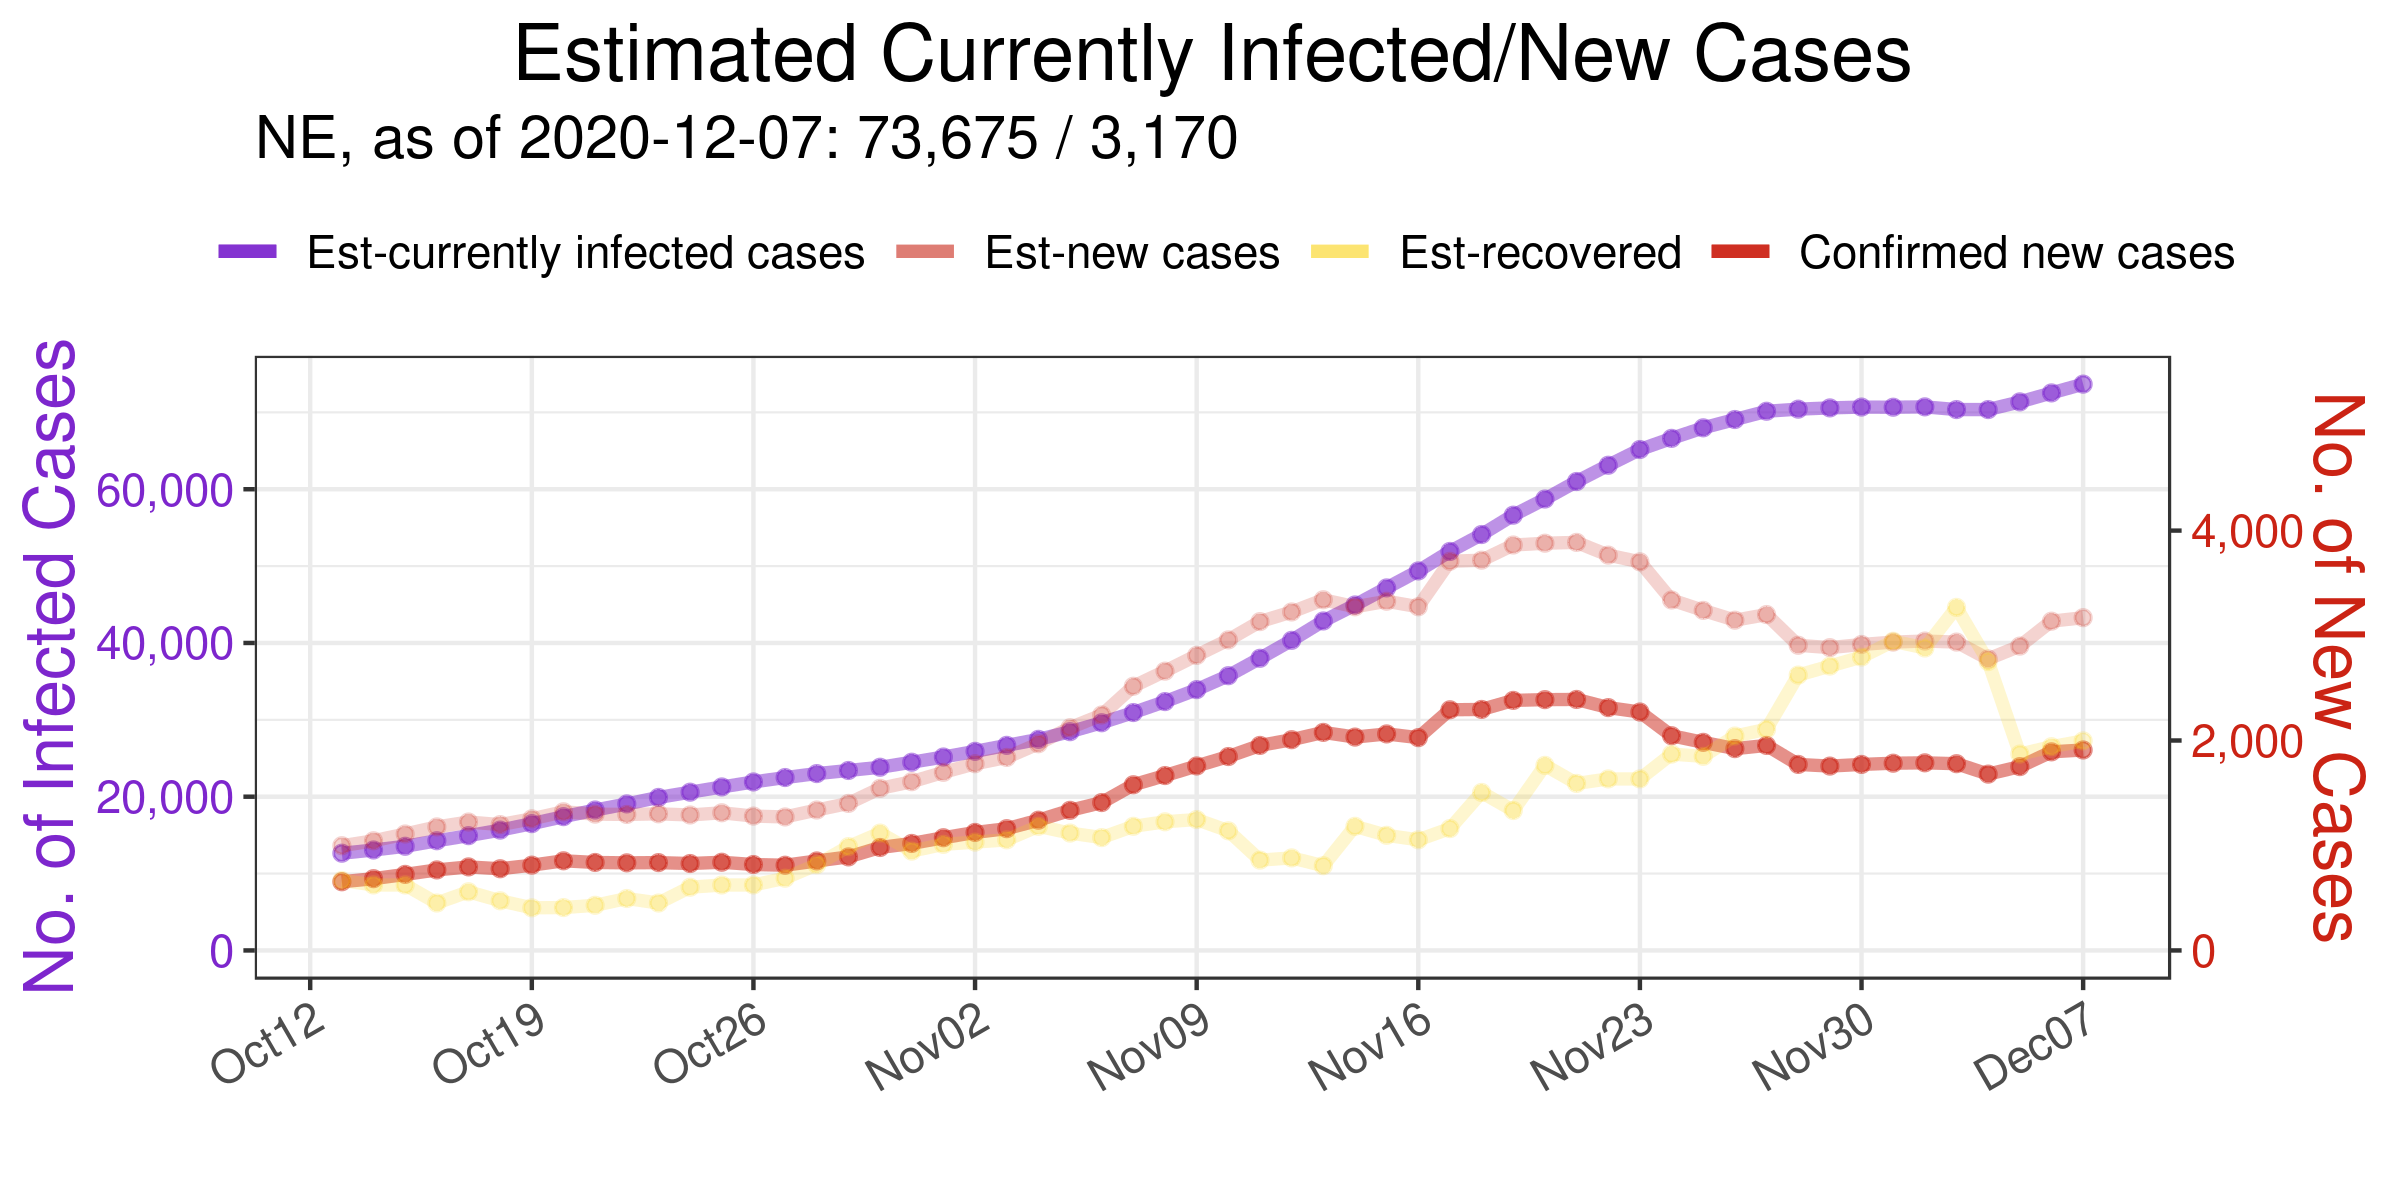 Estimated Currently Infected/New Cases
NE, as of 2020-12-07: 73,675 / 3,170
Est-currently infected cases Est-new cases Est-recovered Confirmed new cases
No. of Infected Cases
60,000
40,000
20,000
0
4,000
2,000
0
No. of New Cases
Oct12 Oct19 Oct26 Nov02 Nov09 Nov16 Nov23 Nov30 Dec07